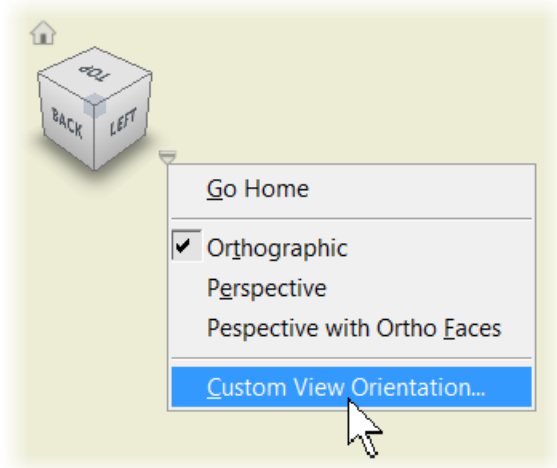 TOP
BACK
LEFT
Go Home
Orthographic
Perspective
Pespective with Ortho Faces
Custom View Orientation...